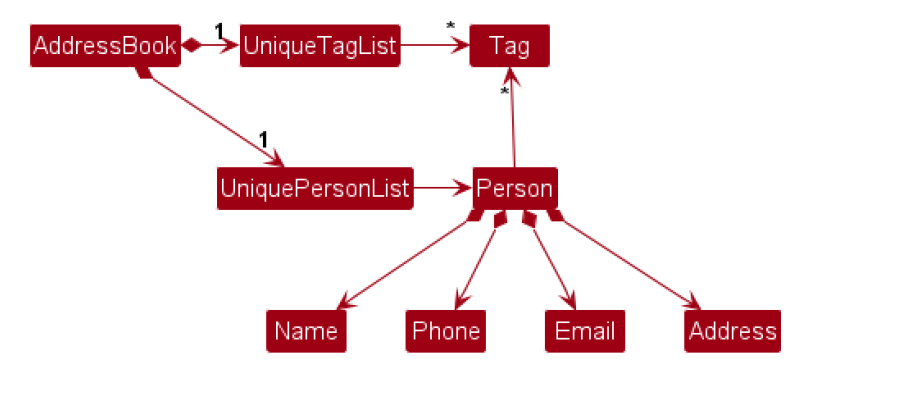 AddressBook
1
UniqueTagList
*
Tag
*
1
UniquePersonList
Person
Name
Phone
Email
Address